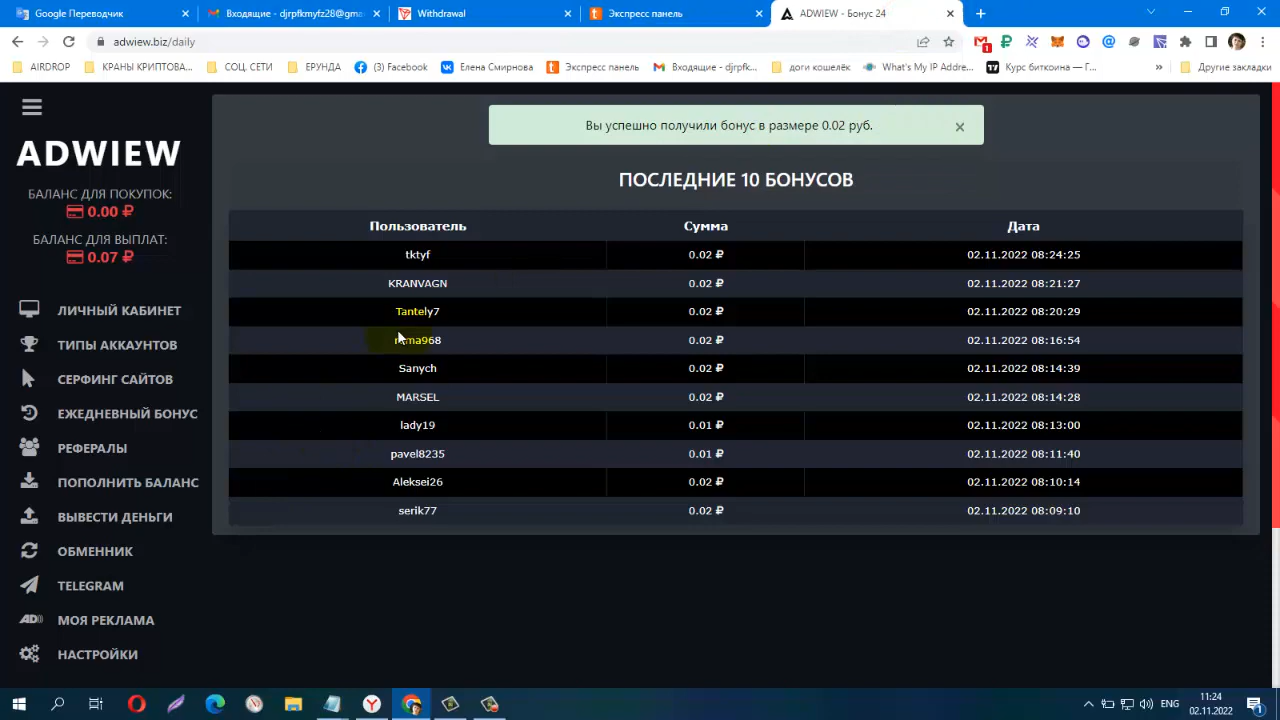 Google Переводчик
Входящие - djrpfkmyfz28@gma
Withdrawal
Экспресс панель
ADWIEW - Бонус 24
adwiew.biz/daily
1
AIRDROP
КРАНЫ КРИПТОВА...
СОЦ. СЕТИ
ЕРУНДА
(3) Facebook
Елена Смирнова
Экспресс панель
Входящие - djrpfk...
доги кошелёк
What's My IP Addre...
Курс биткоина — Г...
»
Другие закладки
ADWIEW
БАЛАНС ДЛЯ ПОКУПОК:
0.00 ₽
БАЛАНС ДЛЯ ВЫПЛАТ:
0.07 ₽
ЛИЧНЫЙ КАБИНЕТ
ТИПЫ АККАУНТОВ
СЕРФИНГ САЙТОВ
ЕЖЕДНЕВНЫЙ БОНУС
РЕФЕРАЛЫ
ПОПОЛНИТЬ БАЛАНС
ВЫВЕСТИ ДЕНЬГИ
ОБМЕННИК
TELEGRAM
МОЯ РЕКЛАМА
НАСТРОЙКИ
Вы успешно получили бонус в размере 0.02 руб.
ПОСЛЕДНИЕ 10 БОНУСОВ
Пользователь Сумма Дата
tktyf 0.02 ₽ 02.11.2022 08:24:25
KRANVAGN 0.02 ₽ 02.11.2022 08:21:27
Tantely7 0.02 ₽ 02.11.2022 08:20:29
0.02 ₽ 02.11.2022 08:16:54
Sanych 0.02 ₽ 02.11.2022 08:14:39
MARSEL 0.02 ₽ 02.11.2022 08:14:28
lady19 0.01 ₽ 02.11.2022 08:13:00
pavel8235 0.01 ₽ 02.11.2022 08:11:40
Aleksei26 0.02 ₽ 02.11.2022 08:10:14
serik77 0.02 ₽ 02.11.2022 08:09:10
ENG
11:24
02.11.2022
1